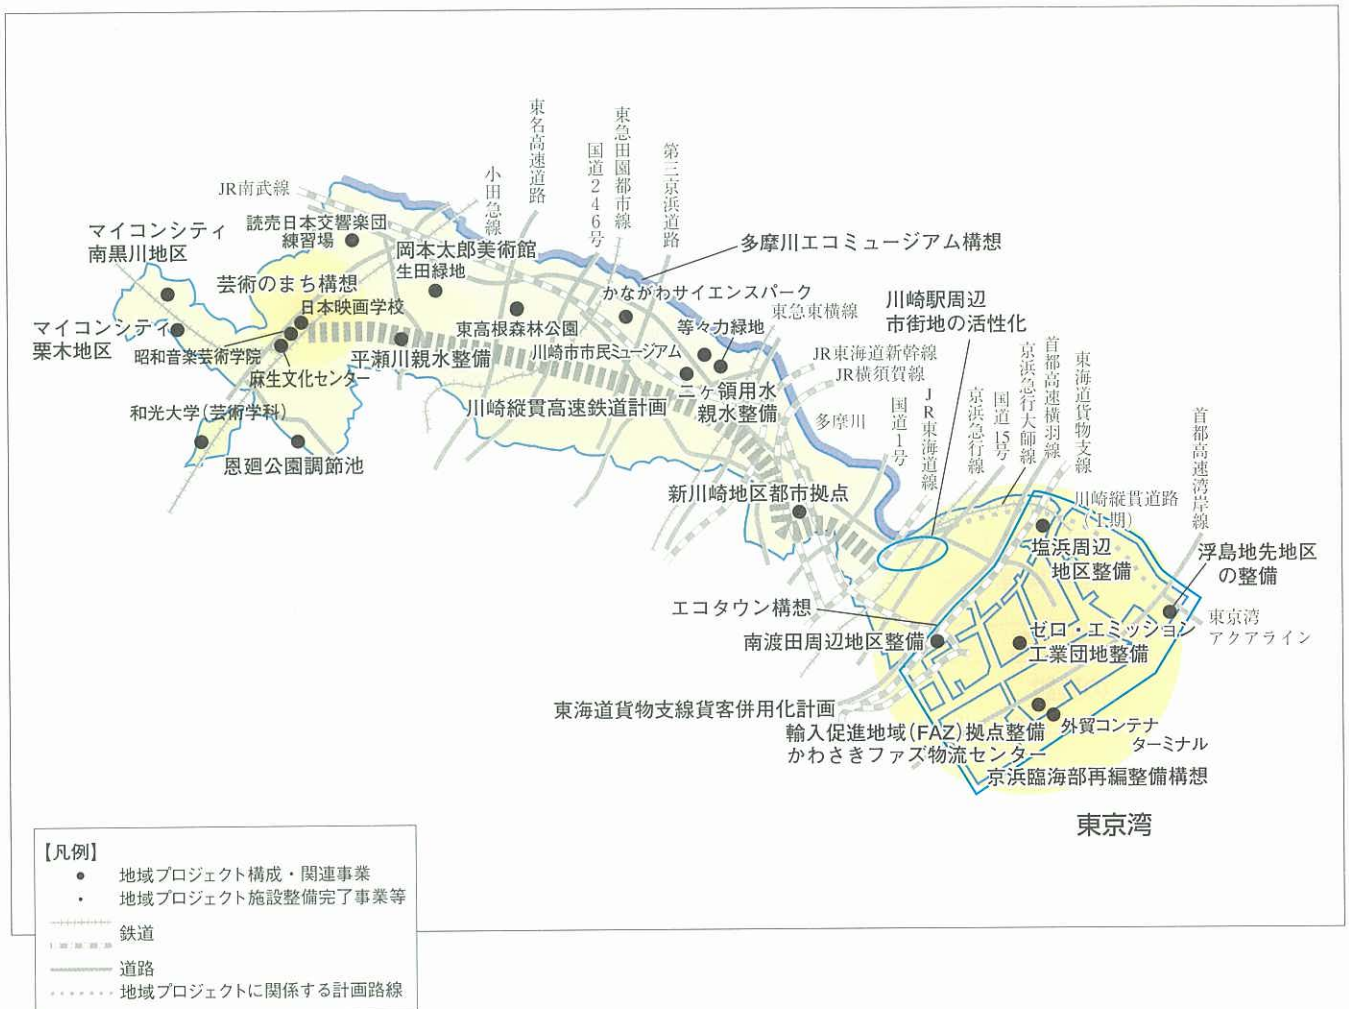 東名高速道路
東急田園都市線
国道246号
第三京浜道路
小田急線
JR南武線
読売日本交響楽団
練習場
マイコンシティ
南黒川地区
岡本太郎美術館
生田緑地
多摩川エコミュージアム構想
芸術のまち構想
日本映画学校
かながわサイエンスパーク
川崎駅周辺
市街地の活性化
東急東横線
マイコンシティ
栗木地区
昭和音楽芸術学院
平瀬川親水整備
東高根森林公園
等々力緑地
川崎市市民ミュージアム
JR東海道新幹線
JR横須賀線
麻生文化センター
二ヶ領用水
親水整備
川崎縦貫高速鉄道計画
和光大学(芸術学科)
恩廻公園調節池
多摩川
国道1号
JR東海道線
京浜急行線
国道15号
京浜急行大師線
首都高速横羽線
東海道貨物支線
首都高速湾岸線
新川崎地区都市拠点
川崎縦貫道路
(I期)
塩浜周辺
地区整備
浮島地先地区
の整備
エコタウン構想
東京湾
アクアライン
南渡田周辺地区整備
ゼロ・エミッション
工業団地整備
東海道貨物支線貨客併用化計画
輸入促進地域(FAZ)拠点整備
かわさきファズ物流センター
外貿コンテナ
ターミナル
京浜臨海部再編整備構想
東京湾
【凡例】
地域プロジェクト構成・関連事業
地域プロジェクト施設整備完了事業等
鉄道
道路
地域プロジェクトに関係する計画路線